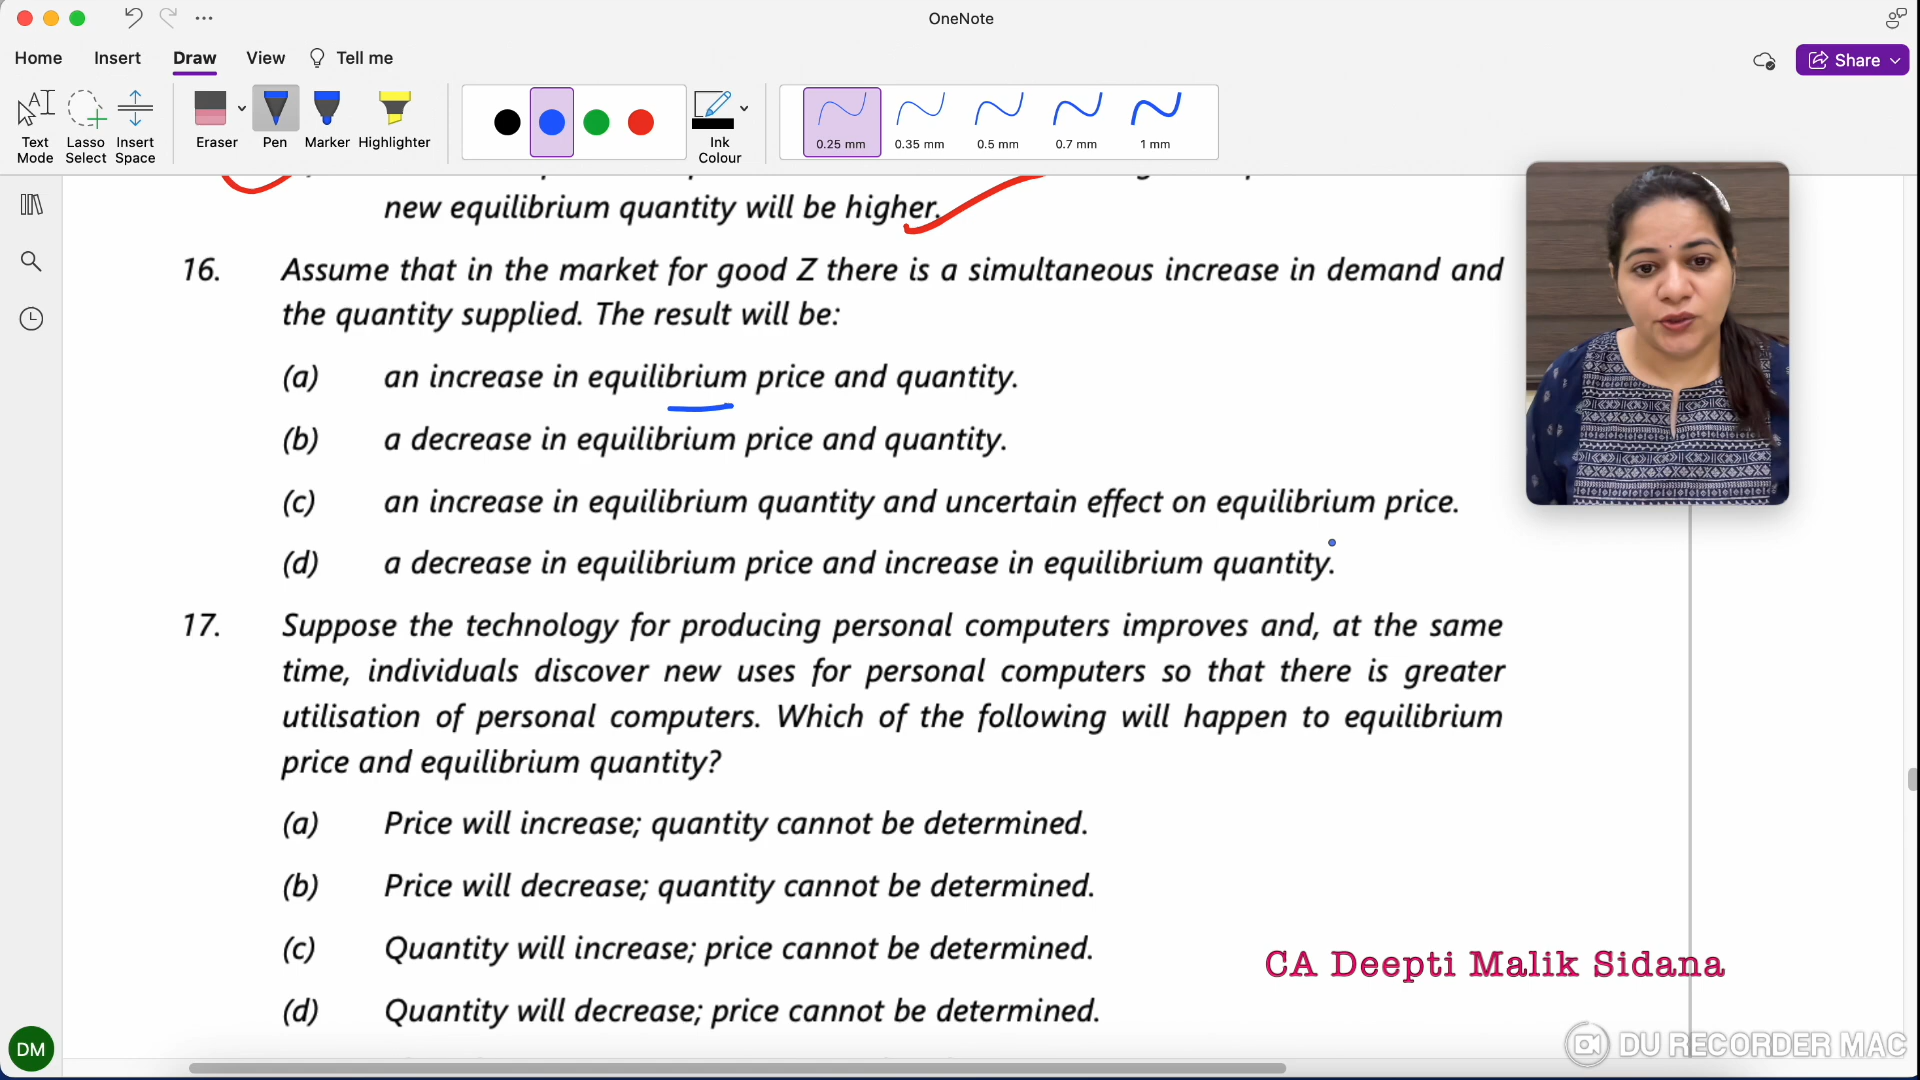 OneNote
Home Insert Draw View Tell me
Share
Text Mode
Lasso Select
Insert Space
Eraser
Pen
Marker
Highlighter
Ink Colour
0.25 mm
0.35 mm
0.5 mm
0.7 mm
1 mm
new equilibrium quantity will be higher.
16. Assume that in the market for good Z there is a simultaneous increase in demand and
the quantity supplied. The result will be:
(a) an increase in equilibrium price and quantity.
(b) a decrease in equilibrium price and quantity.
(c) an increase in equilibrium quantity and uncertain effect on equilibrium price.
(d) a decrease in equilibrium price and increase in equilibrium quantity.
17. Suppose the technology for producing personal computers improves and, at the same
time, individuals discover new uses for personal computers so that there is greater
utilisation of personal computers. Which of the following will happen to equilibrium
price and equilibrium quantity?
(a) Price will increase; quantity cannot be determined.
(b) Price will decrease; quantity cannot be determined.
(c) Quantity will increase; price cannot be determined.
(d) Quantity will decrease; price cannot be determined.
CA Deepti Malik Sidana
DM
DU RECORDER MAC